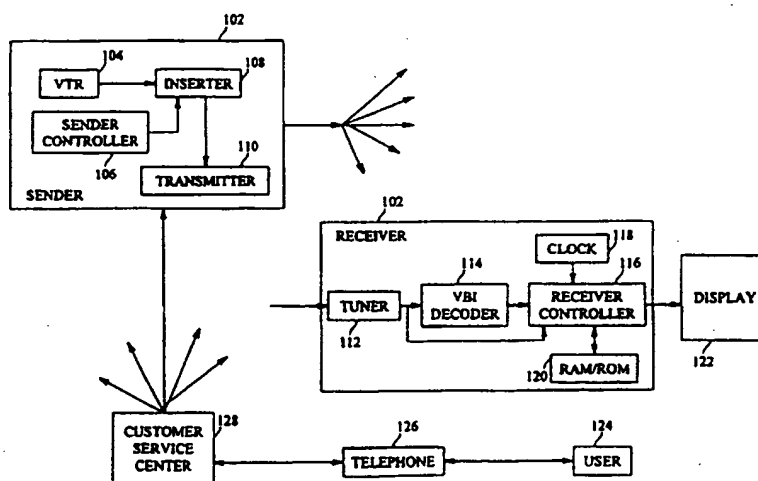 102
104
108
VTR
INSERTER
SENDER
CONTROLLER
106
110
TRANSMITTER
SENDER
102
RECEIVER
118
CLOCK
114
116
TUNER
VBI
DECODER
RECEIVER
CONTROLLER
DISPLAY
112
120
RAM/ROM
122
128
CUSTOMER
SERVICE
CENTER
126
TELEPHONE
124
USER